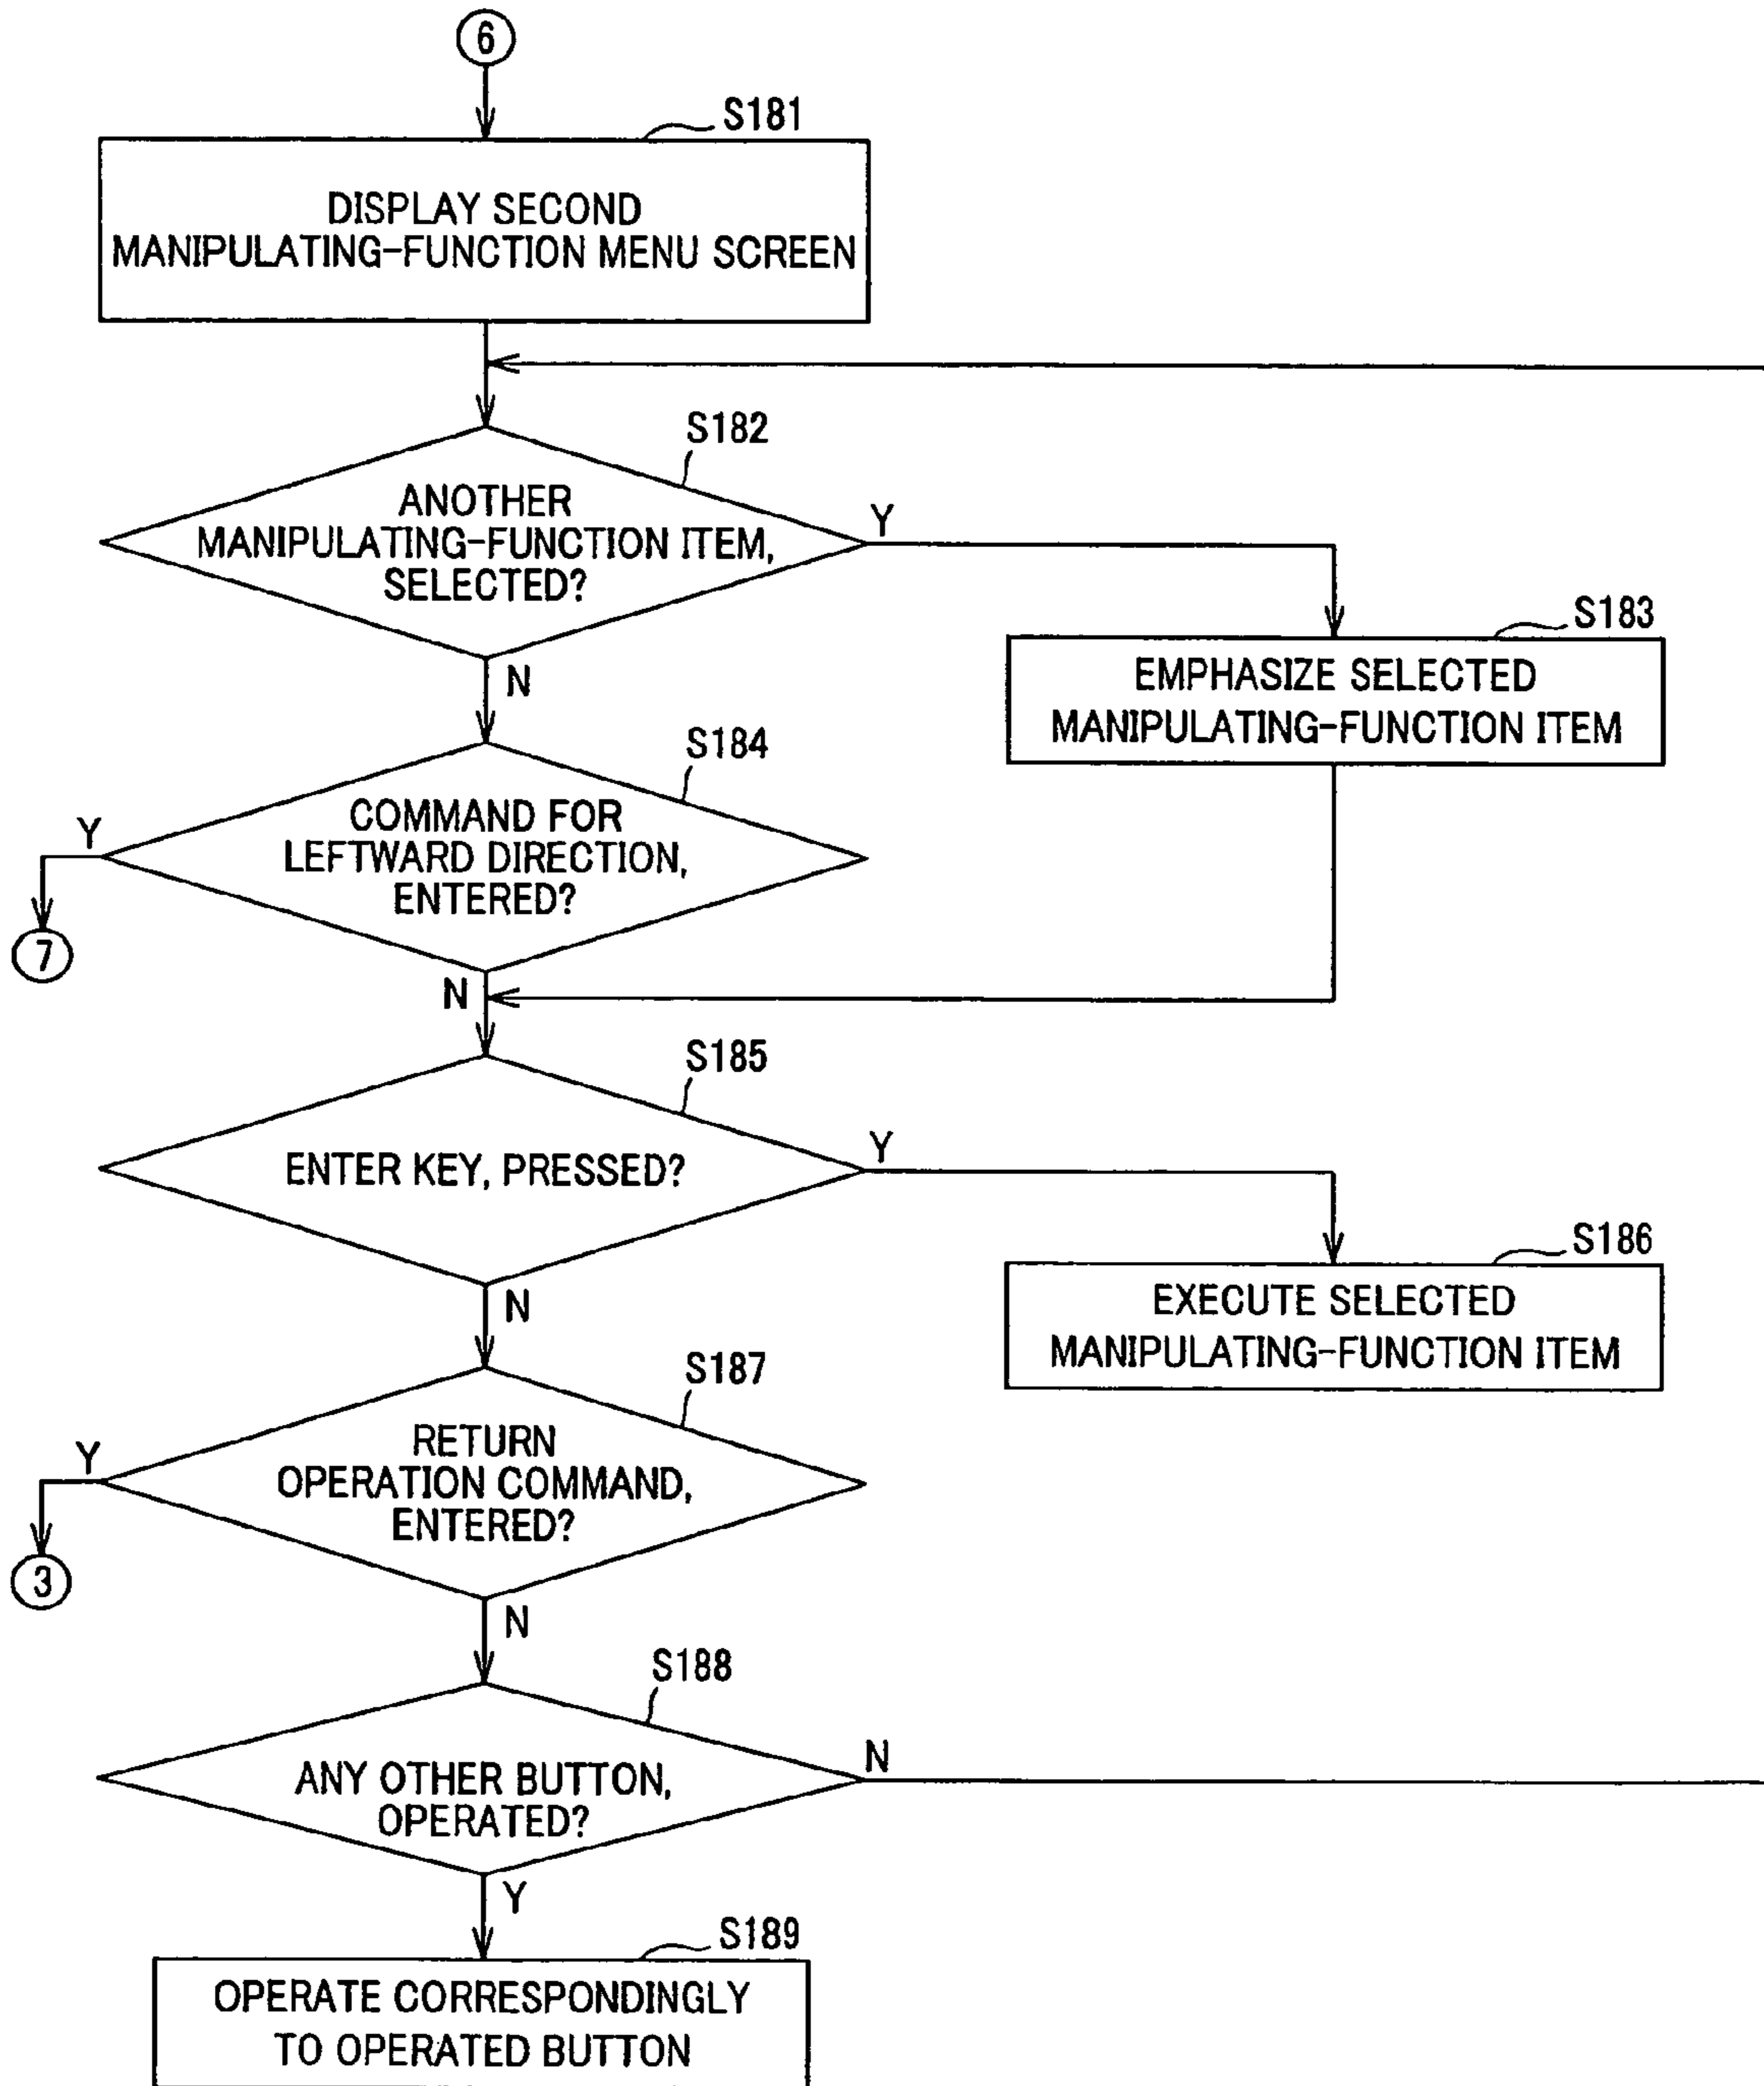 6
S181
DISPLAY SECOND
MANIPULATING-FUNCTION MENU SCREEN
S182
ANOTHER
MANIPULATING-FUNCTION ITEM,
SELECTED?
Y
N
S183
EMPHASIZE SELECTED
MANIPULATING-FUNCTION ITEM
S184
COMMAND FOR
LEFTWARD DIRECTION,
ENTERED?
Y
7
N
S185
ENTER KEY, PRESSED?
Y
N
S186
EXECUTE SELECTED
MANIPULATING-FUNCTION ITEM
S187
RETURN
OPERATION COMMAND,
ENTERED?
Y
3
N
S188
ANY OTHER BUTTON,
OPERATED?
N
Y
S189
OPERATE CORRESPONDINGLY
TO OPERATED BUTTON